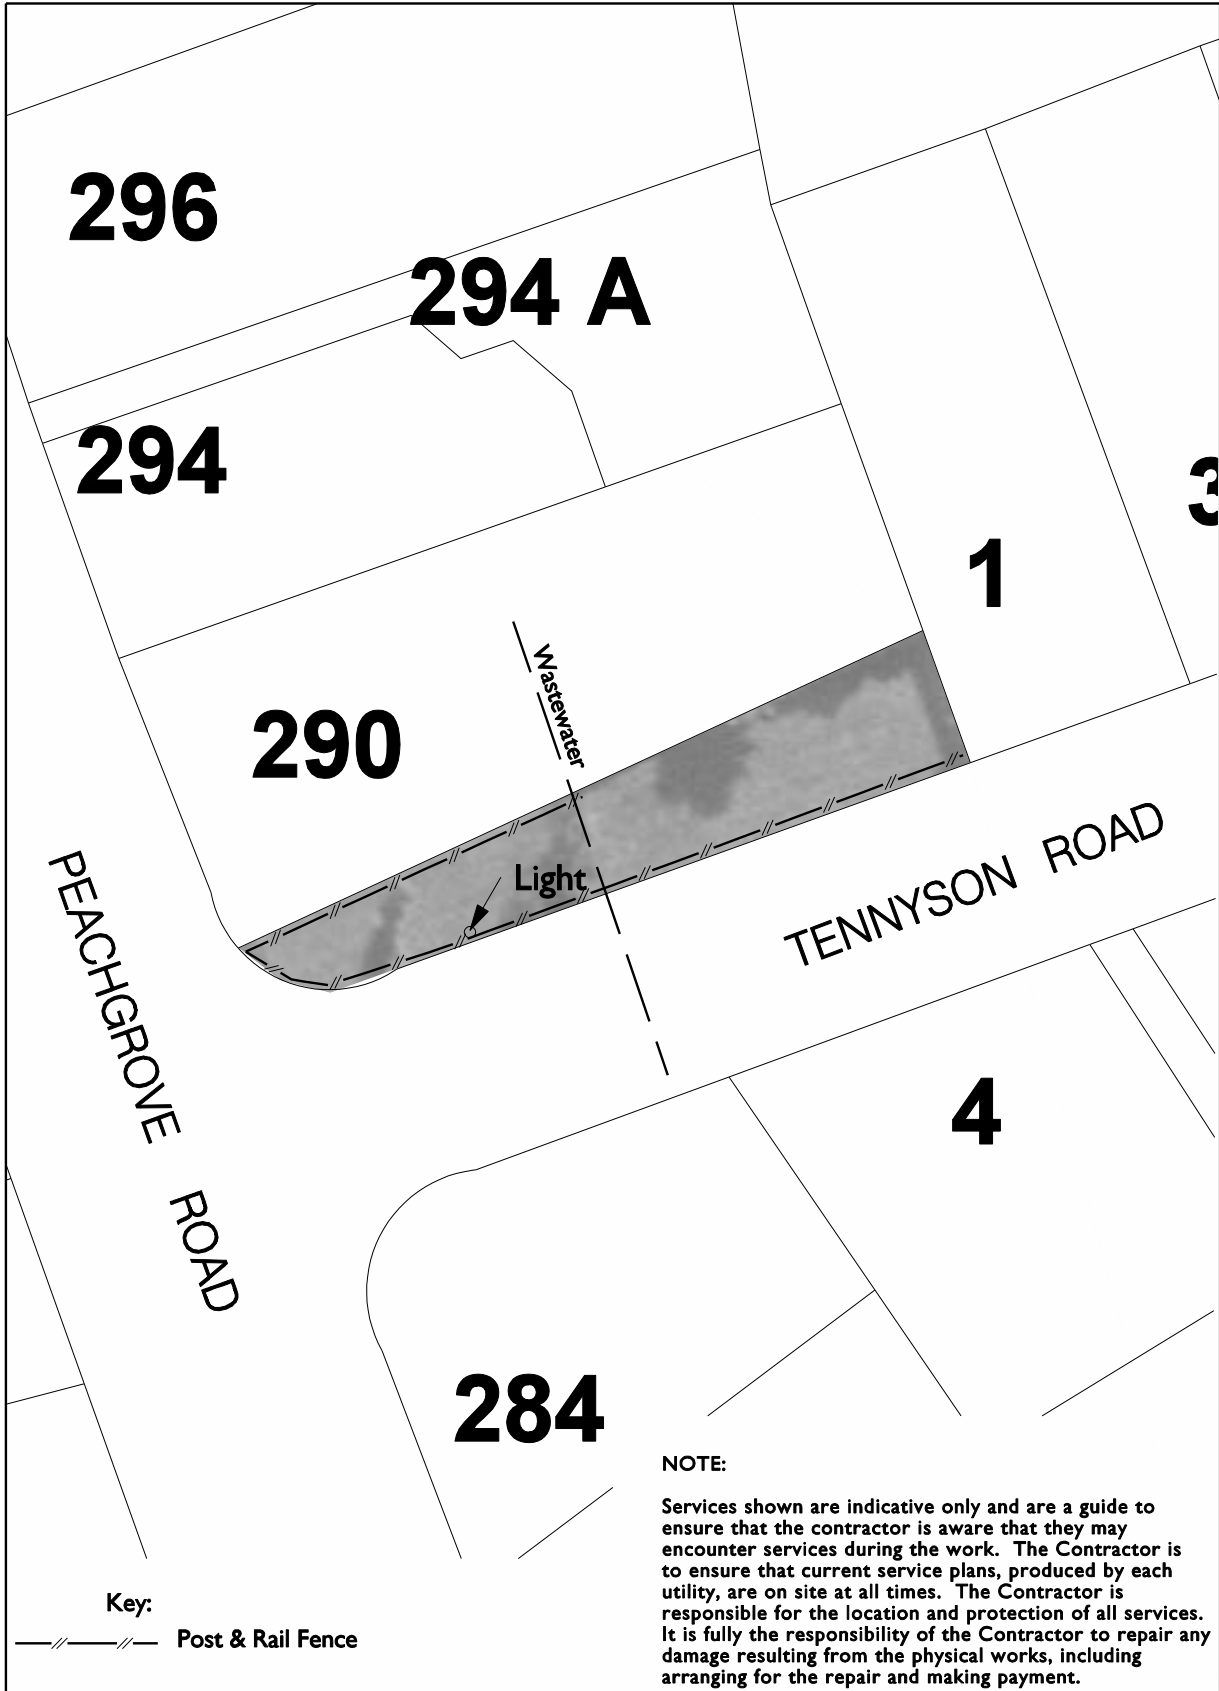 296
294 A
294
3
1
Wastewater
290
Light
TENNYSON ROAD
PEACHGROVE ROAD
4
284
NOTE:
Services shown are indicative only and are a guide to
ensure that the contractor is aware that they may
encounter services during the work. The Contractor is
to ensure that current service plans, produced by each
utility, are on site at all times. The Contractor is
responsible for the location and protection of all services.
It is fully the responsibility of the Contractor to repair any
damage resulting from the physical works, including
arranging for the repair and making payment.
Key:
Post & Rail Fence